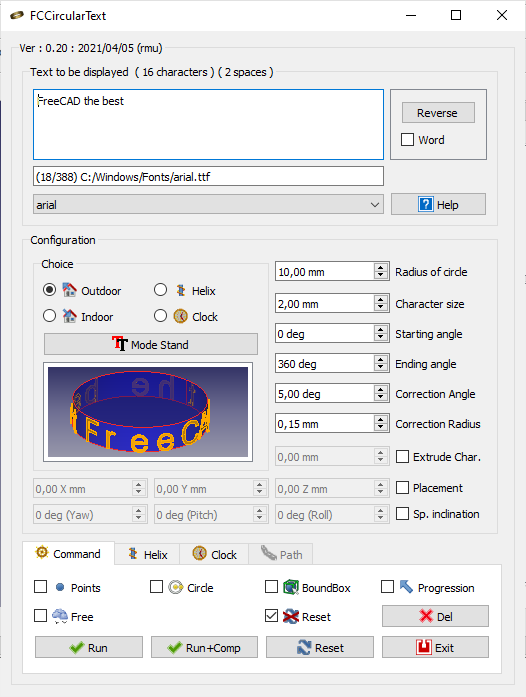 FCCircularText
Ver : 0.20 : 2021/04/05 (rmu)
Text to be displayed ( 16 characters ) ( 2 spaces )
FreeCAD the best
Reverse
Word
(18/388) C:/Windows/Fonts/arial.ttf
arial
Help
Configuration
Choice
Outdoor
Helix
Indoor
Clock
Mode Stand
FreeCA
10,00 mm Radius of circle
2,00 mm Character size
0 deg Starting angle
360 deg Ending angle
5,00 deg Correction Angle
0,15 mm Correction Radius
0,00 mm Extrude Char.
0,00 X mm 0,00 Y mm 0,00 Z mm Placement
0 deg (Yaw) 0 deg (Pitch) 0 deg (Roll) Sp. inclination
Command Helix Clock Path
Points Circle BoundBox Progression
Free Reset Del
Run Run+Comp Reset Exit